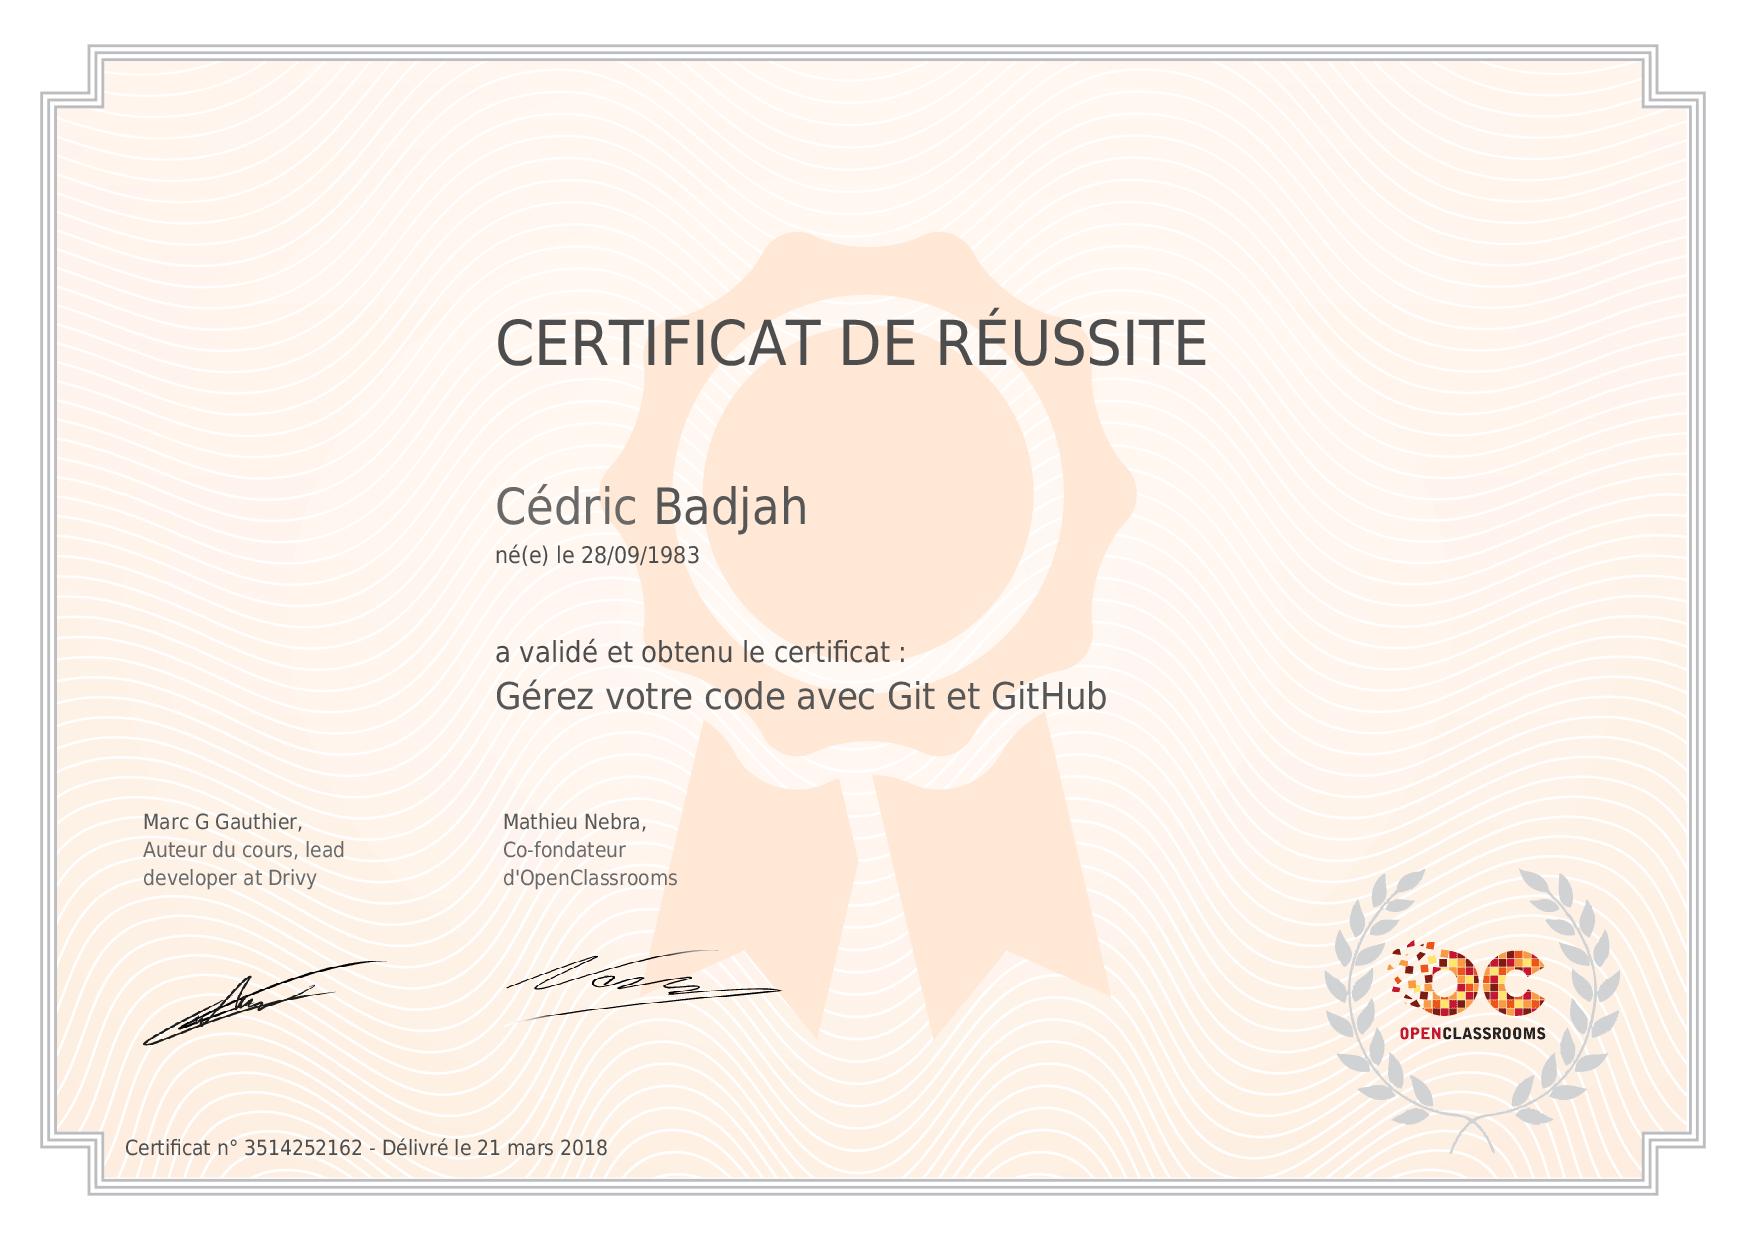 CERTIFICAT DE RÉUSSITE
Cédric Badjah
né(e) le 28/09/1983
a validé et obtenu le certificat :
Gérez votre code avec Git et GitHub
Marc G Gauthier,
Auteur du cours, lead
developer at Drivy
Mathieu Nebra,
Co-fondateur
d'OpenClassrooms
OC
OPENCLASSROOMS
Certificat n° 3514252162 - Délivré le 21 mars 2018